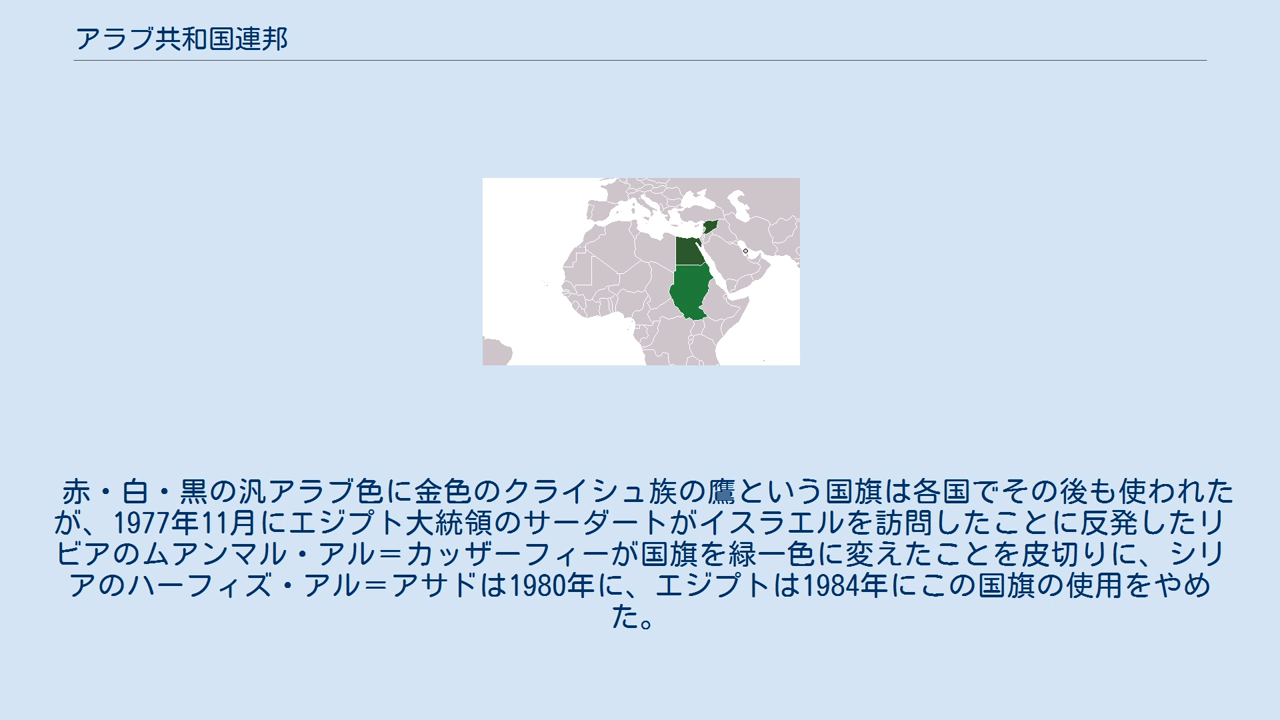 アラブ共和国連邦
赤・白・黒の汎アラブ色に金色のクライシュ族の鷹という国旗は各国でその後も使われた
が、1977年11月にエジプト大統領のサーダートがイスラエルを訪問したことに反発したリ
ビアのムアンマル・アル＝カッザーフィーが国旗を緑一色に変えたことを皮切りに、シリ
アのハーフィズ・アル＝アサドは1980年に、エジプトは1984年にこの国旗の使用をやめ
た。